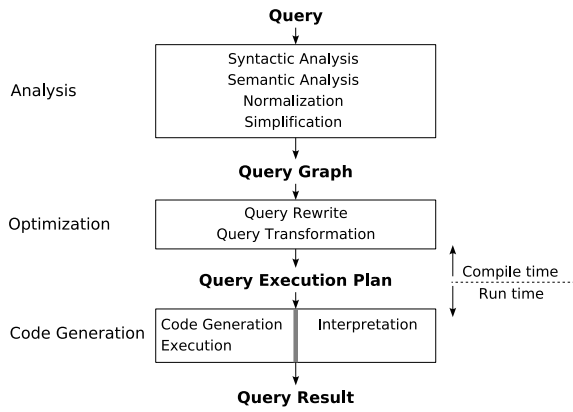 Query
Analysis
Syntactic Analysis
Semantic Analysis
Normalization
Simplification
Query Graph
Optimization
Query Rewrite
Query Transformation
Query Execution Plan
Compile time
Run time
Code Generation
Code Generation
Execution
Interpretation
Query Result